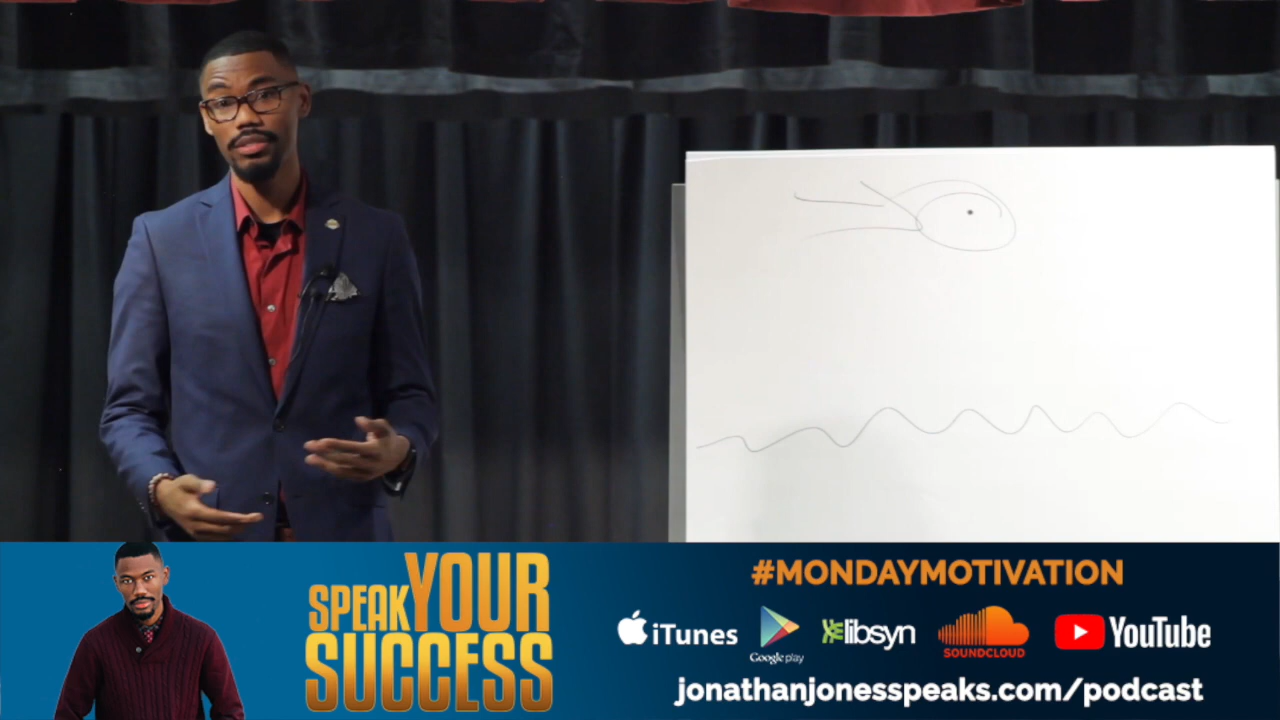 SPEAK YOUR
SUCCESS
#MONDAYMOTIVATION
iTunes
Google play
libsyn
SOUNDCLOUD
YouTube
jonathanjonesspeaks.com/podcast